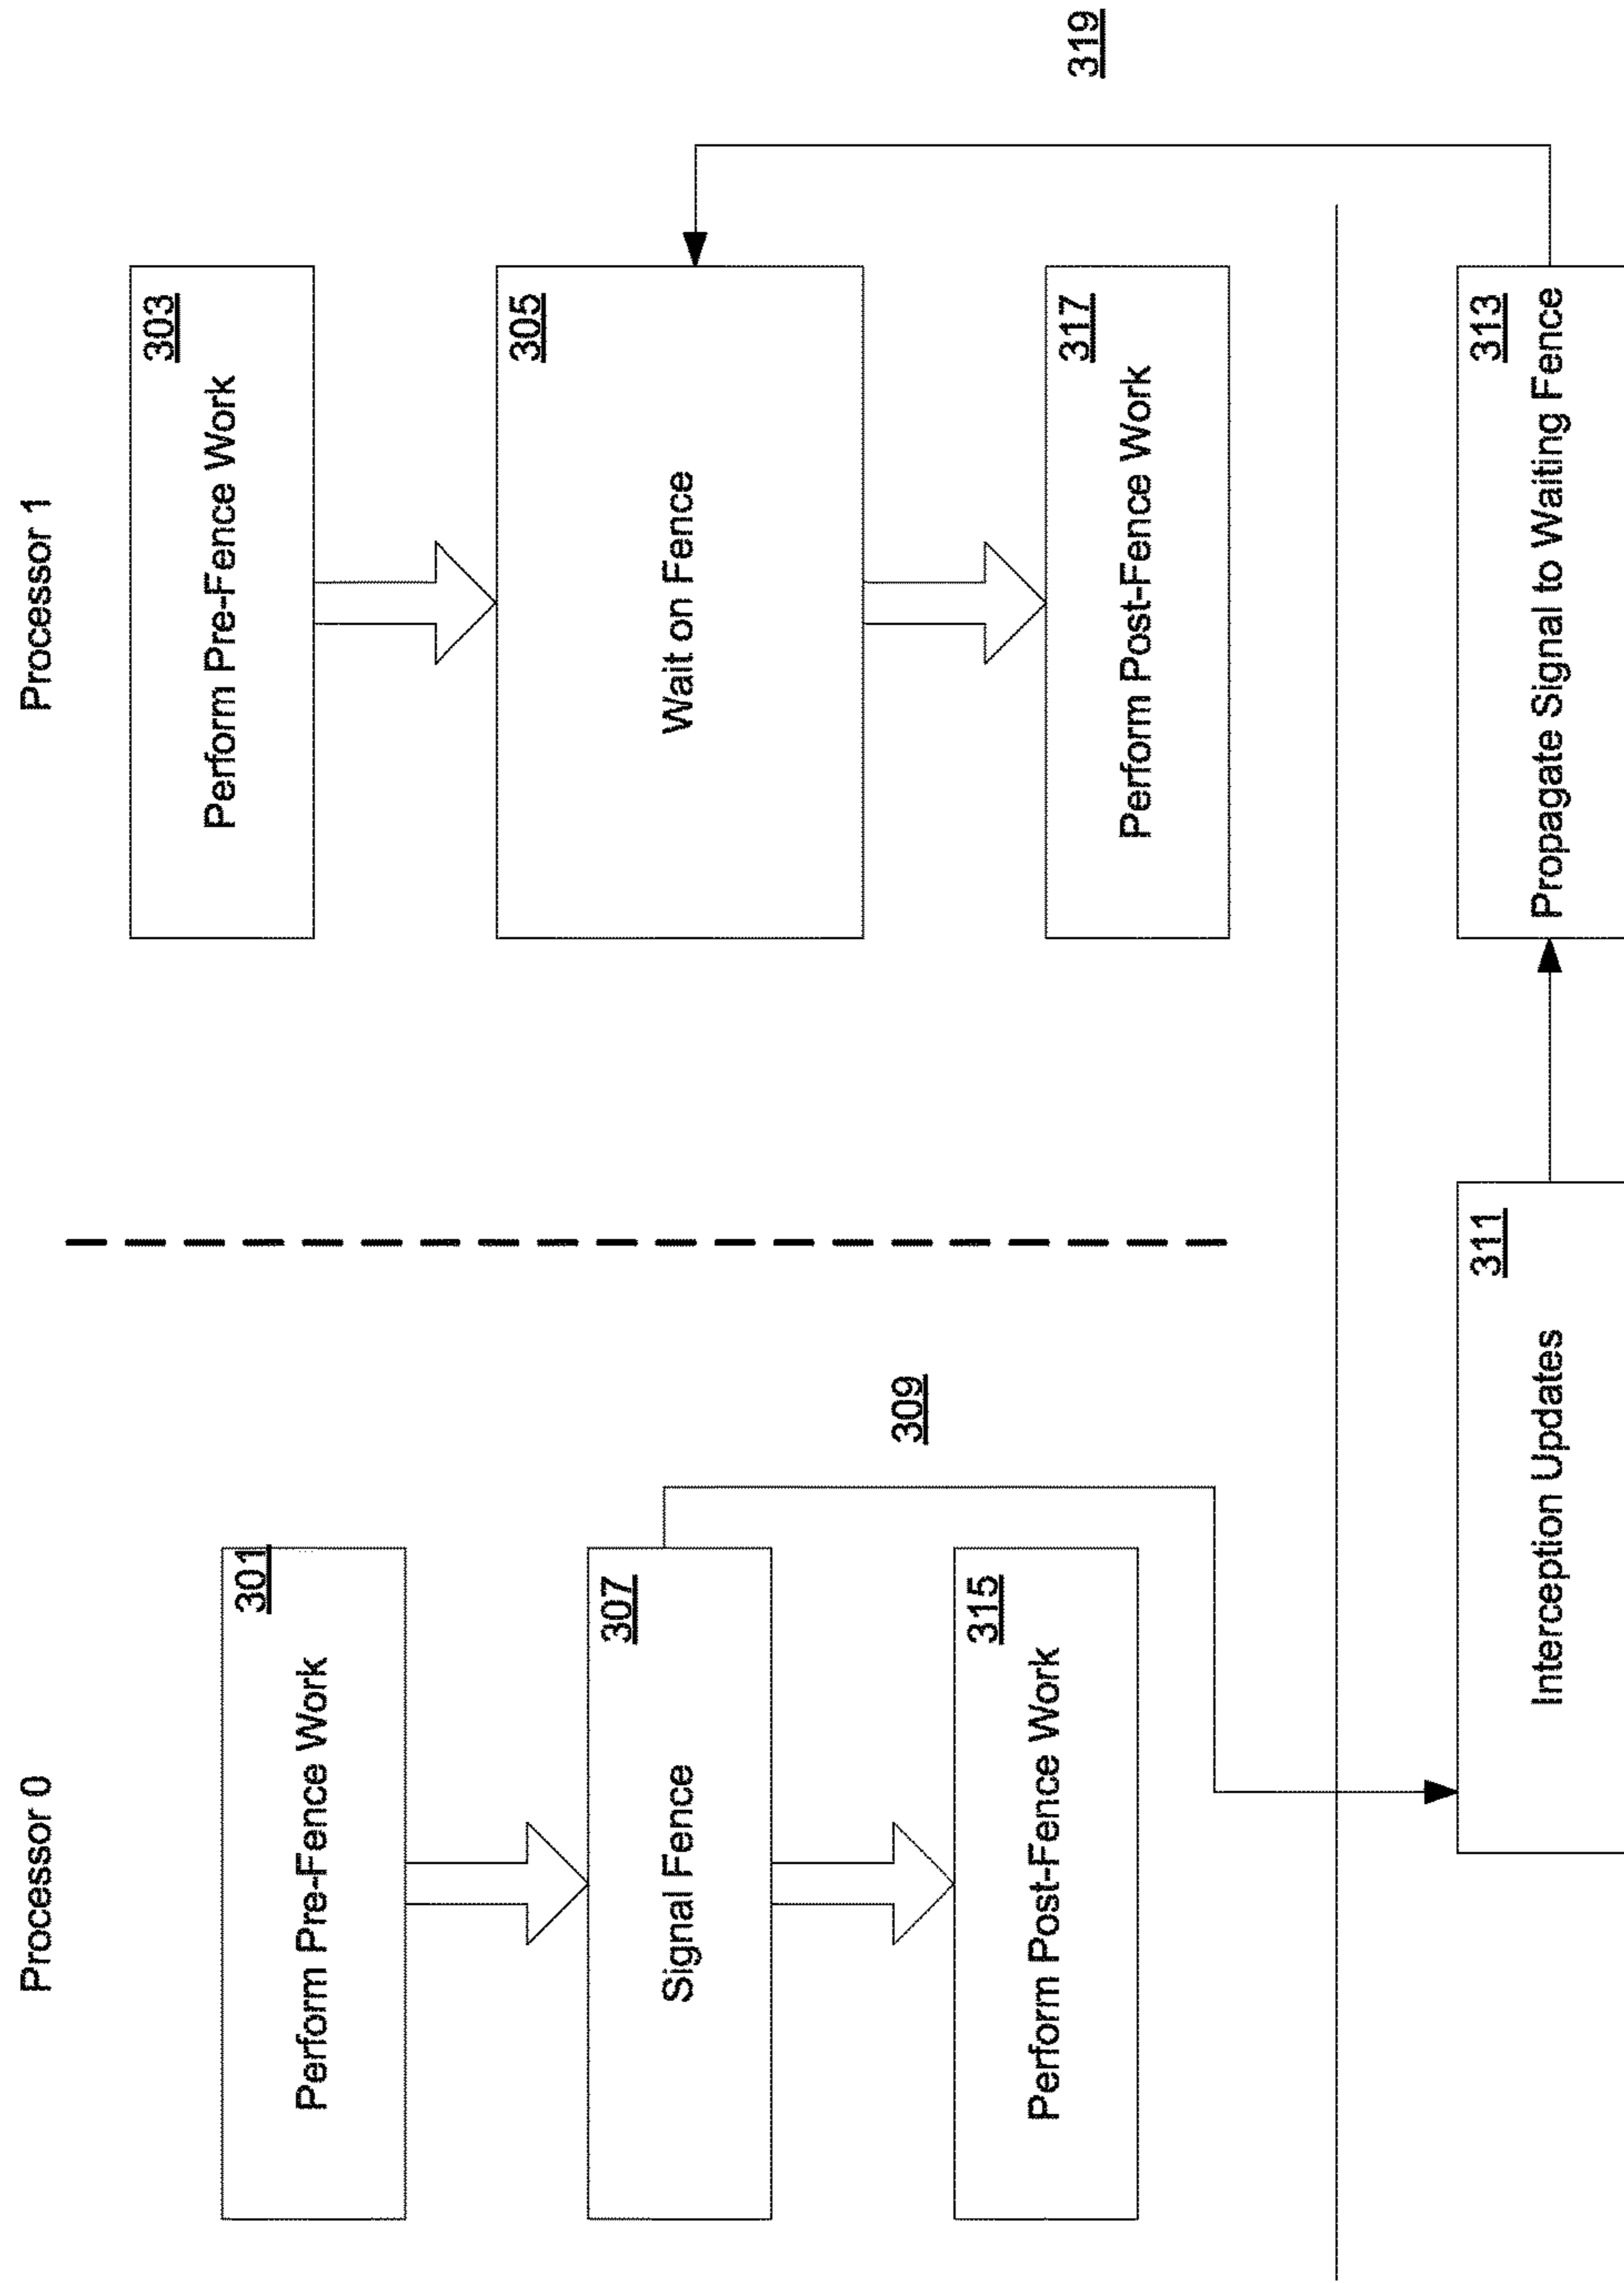 Processor 0
Processor 1
301
Perform Pre-Fence Work
303
Perform Pre-Fence Work
307
Signal Fence
305
Wait on Fence
309
315
Perform Post-Fence Work
317
Perform Post-Fence Work
319
311
Interception Updates
313
Propagate Signal to Waiting Fence